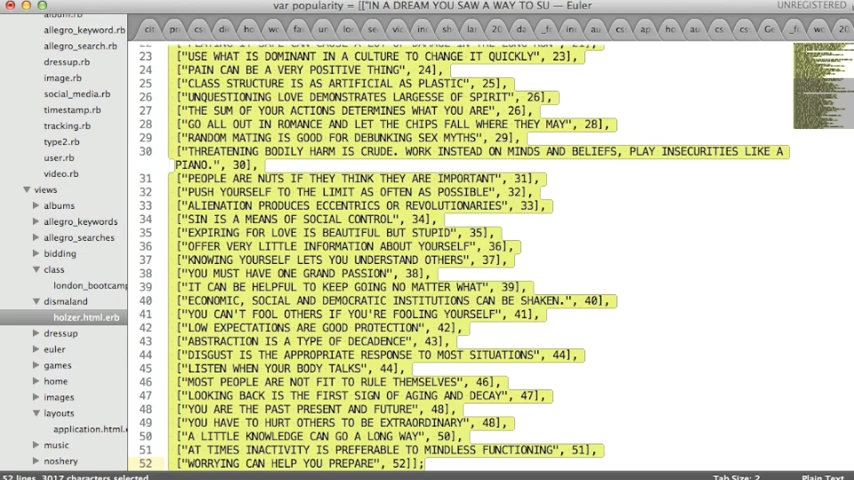 var popularity = [["IN A DREAM YOU SAW A WAY TO SU — Euler
UNREGISTERED
allegro_keyword.rb
allegro_search.rb
dressup.rb
image.rb
social_media.rb
timestamp.rb
tracking.rb
type2.rb
user.rb
video.rb
views
albums
allegro_keywords
allegro_searches
bidding
class
london_bootcamp
dismaland
holzer.html.erb
dressup
euler
games
home
images
layouts
application.html.e
music
noshery
23 ["USE WHAT IS DOMINANT IN A CULTURE TO CHANGE IT QUICKLY", 23],
24 ["PAIN CAN BE A VERY POSITIVE THING", 24],
25 ["CLASS STRUCTURE IS AS ARTIFICIAL AS PLASTIC", 25],
26 ["UNQUESTIONING LOVE DEMONSTRATES LARGESSE OF SPIRIT", 26],
27 ["THE SUM OF YOUR ACTIONS DETERMINES WHAT YOU ARE", 26],
28 ["GO ALL OUT IN ROMANCE AND LET THE CHIPS FALL WHERE THEY MAY", 28],
29 ["RANDOM MATING IS GOOD FOR DEBUNKING SEX MYTHS", 29],
30 ["THREATENING BODILY HARM IS CRUDE. WORK INSTEAD ON MINDS AND BELIEFS, PLAY INSECURITIES LIKE A
PIANO.", 30],
31 ["PEOPLE ARE NUTS IF THEY THINK THEY ARE IMPORTANT", 31],
32 ["PUSH YOURSELF TO THE LIMIT AS OFTEN AS POSSIBLE", 32],
33 ["ALIENATION PRODUCES ECCENTRICS OR REVOLUTIONARIES", 33],
34 ["SIN IS A MEANS OF SOCIAL CONTROL", 34],
35 ["EXPIRING FOR LOVE IS BEAUTIFUL BUT STUPID", 35],
36 ["OFFER VERY LITTLE INFORMATION ABOUT YOURSELF", 36],
37 ["KNOWING YOURSELF LETS YOU UNDERSTAND OTHERS", 37],
38 ["YOU MUST HAVE ONE GRAND PASSION", 38],
39 ["IT CAN BE HELPFUL TO KEEP GOING NO MATTER WHAT", 39],
40 ["ECONOMIC, SOCIAL AND DEMOCRATIC INSTITUTIONS CAN BE SHAKEN.", 40],
41 ["YOU CAN'T FOOL OTHERS IF YOU'RE FOOLING YOURSELF", 41],
42 ["LOW EXPECTATIONS ARE GOOD PROTECTION", 42],
43 ["ABSTRACTION IS A TYPE OF DECADENCE", 43],
44 ["DISGUST IS THE APPROPRIATE RESPONSE TO MOST SITUATIONS", 44],
45 ["LISTEN WHEN YOUR BODY TALKS", 44],
46 ["MOST PEOPLE ARE NOT FIT TO RULE THEMSELVES", 46],
47 ["LOOKING BACK IS THE FIRST SIGN OF AGING AND DECAY", 47],
48 ["YOU ARE THE PAST PRESENT AND FUTURE", 48],
49 ["YOU HAVE TO HURT OTHERS TO BE EXTRAORDINARY", 48],
50 ["A LITTLE KNOWLEDGE CAN GO A LONG WAY", 50],
51 ["AT TIMES INACTIVITY IS PREFERABLE TO MINDLESS FUNCTIONING", 51],
52 ["WORRYING CAN HELP YOU PREPARE", 52]];
52 lines, 3017 characters selected
Tab Size: 2
Plain Text